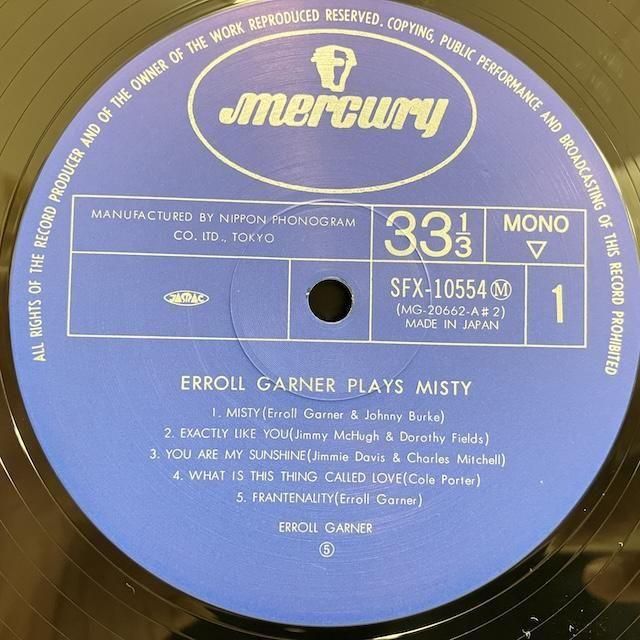 ALL RIGHTS OF THE RECORD PRODUCER AND OF THE OWNER OF THE WORK REPRODUCED RESERVED. COPYING, PUBLIC PERFORMANCE AND BROADCASTING OF THIS RECORD PROHIBITED
mercury
MANUFACTURED BY NIPPON PHONOGRAM
CO. LTD., TOKYO
33 1/3
MONO
▽
JASRAC
SFX-10554 Ⓜ
(MG-20662-A#2)
MADE IN JAPAN
1
ERROLL GARNER PLAYS MISTY
1. MISTY(Erroll Garner & Johnny Burke)
2. EXACTLY LIKE YOU(Jimmy McHugh & Dorothy Fields)
3. YOU ARE MY SUNSHINE(Jimmie Davis & Charles Mitchell)
4. WHAT IS THIS THING CALLED LOVE(Cole Porter)
5. FRANTENALITY(Erroll Garner)
ERROLL GARNER
⑤